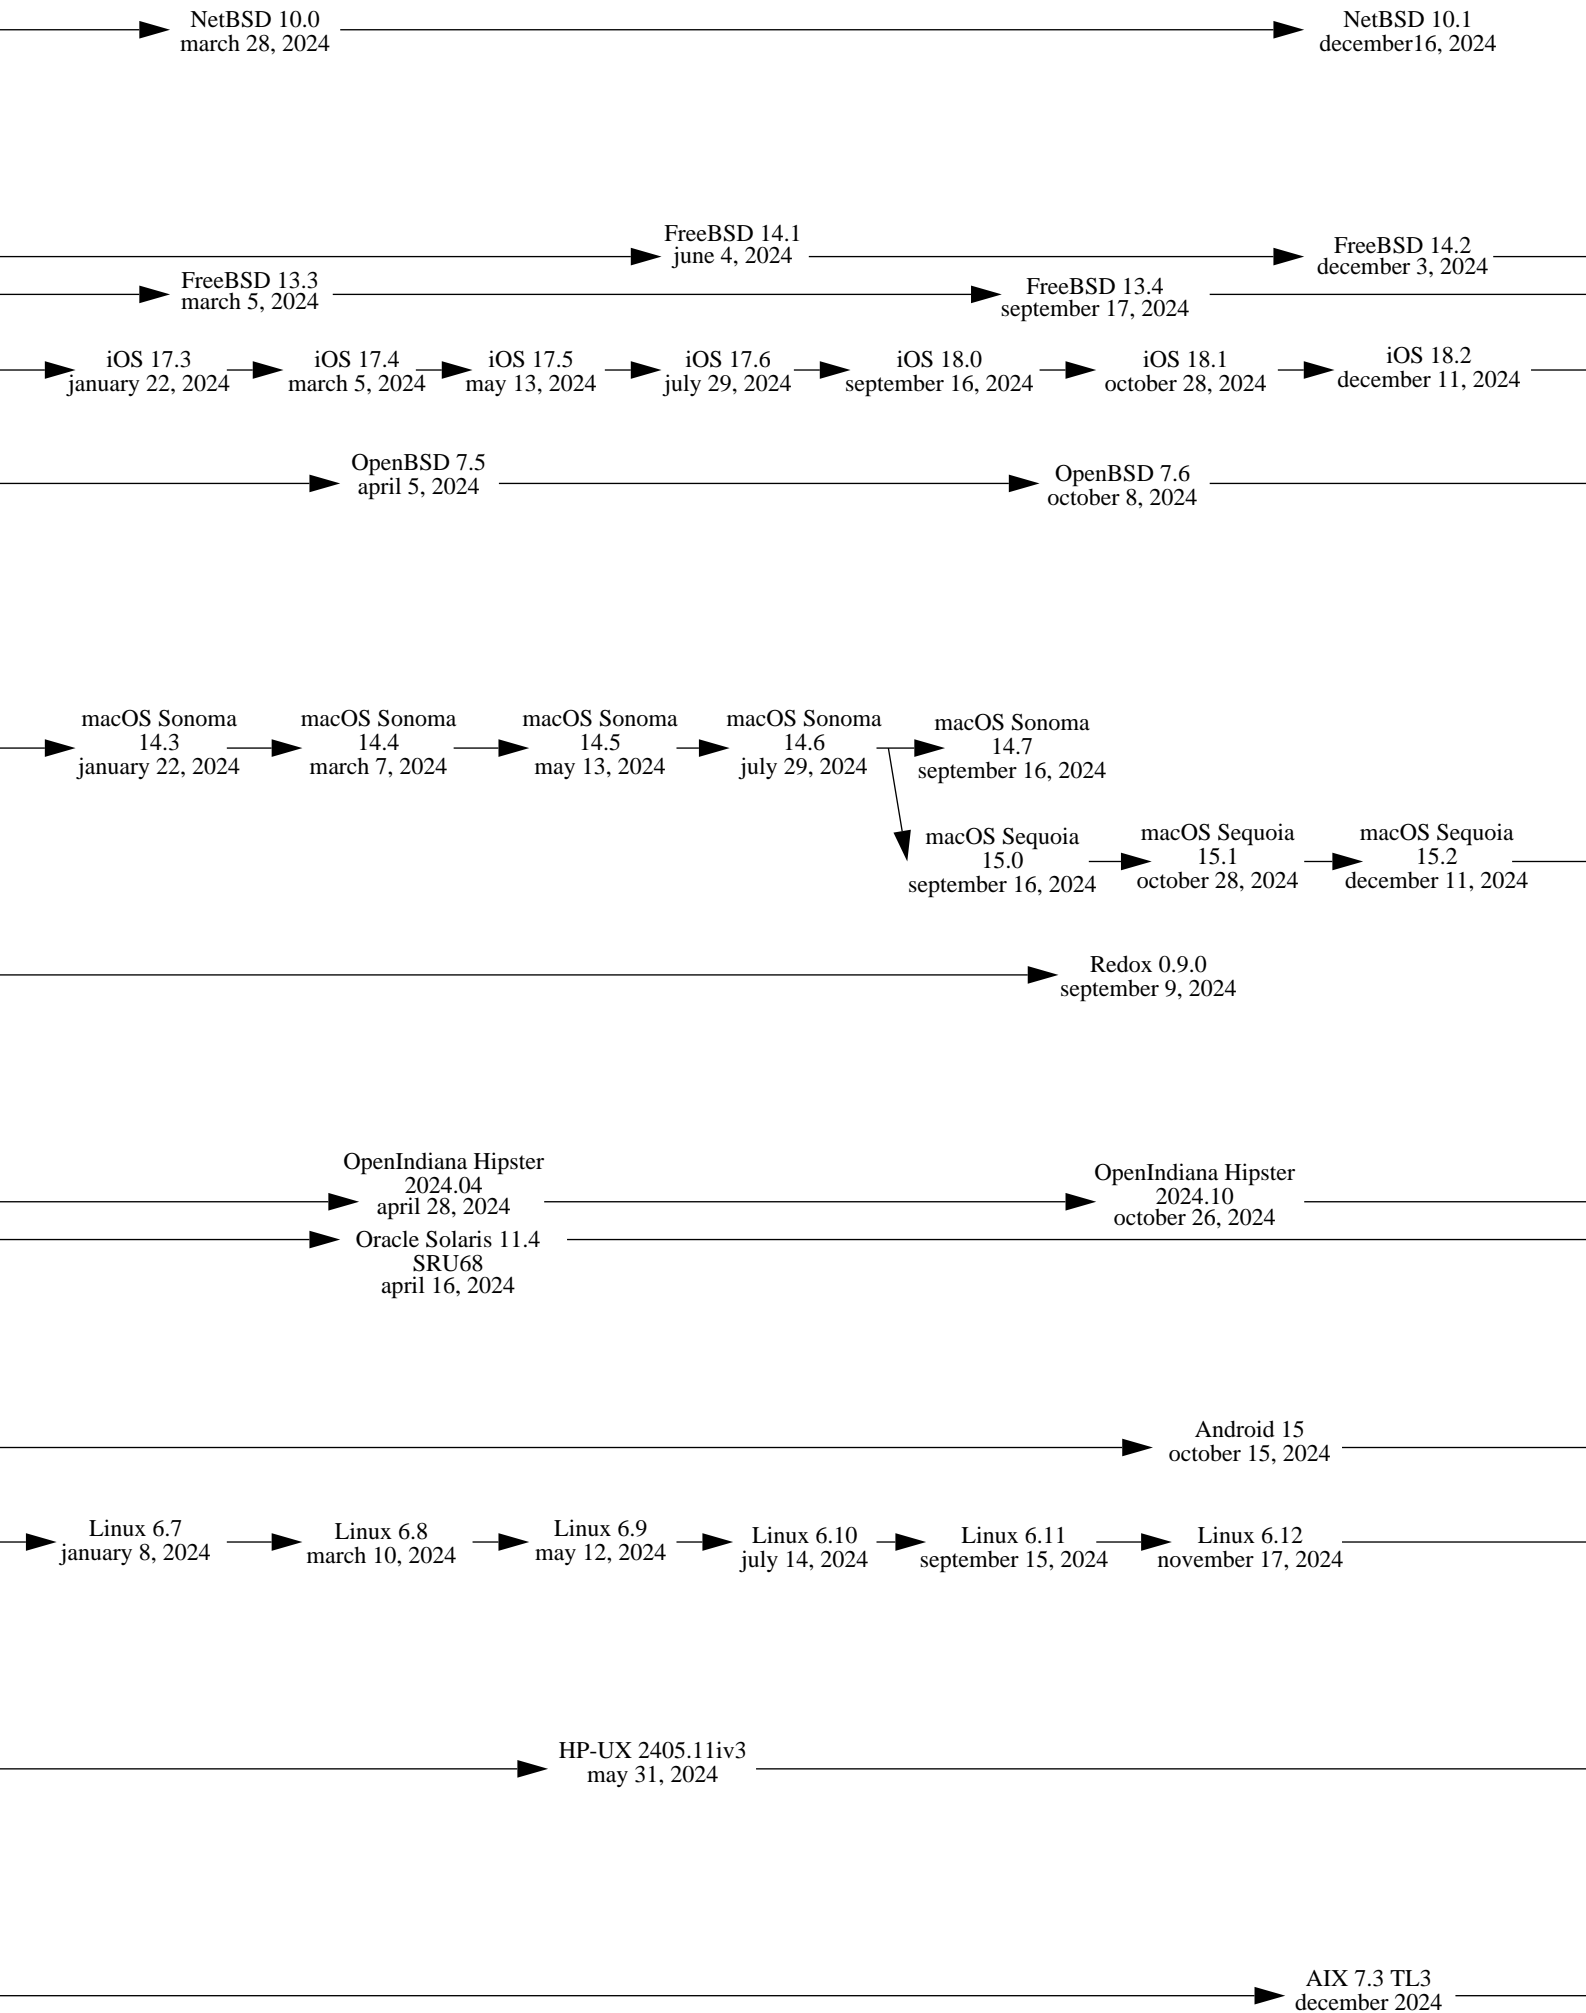 NetBSD 10.0
march 28, 2024
NetBSD 10.1
december16, 2024
FreeBSD 14.1
june 4, 2024
FreeBSD 14.2
december 3, 2024
FreeBSD 13.3
march 5, 2024
FreeBSD 13.4
september 17, 2024
iOS 17.3
january 22, 2024
iOS 17.4
march 5, 2024
iOS 17.5
may 13, 2024
iOS 17.6
july 29, 2024
iOS 18.0
september 16, 2024
iOS 18.1
october 28, 2024
iOS 18.2
december 11, 2024
OpenBSD 7.5
april 5, 2024
OpenBSD 7.6
october 8, 2024
macOS Sonoma
14.3
january 22, 2024
macOS Sonoma
14.4
march 7, 2024
macOS Sonoma
14.5
may 13, 2024
macOS Sonoma
14.6
july 29, 2024
macOS Sonoma
14.7
september 16, 2024
macOS Sequoia
15.0
september 16, 2024
macOS Sequoia
15.1
october 28, 2024
macOS Sequoia
15.2
december 11, 2024
Redox 0.9.0
september 9, 2024
OpenIndiana Hipster
2024.04
april 28, 2024
OpenIndiana Hipster
2024.10
october 26, 2024
Oracle Solaris 11.4
SRU68
april 16, 2024
Android 15
october 15, 2024
Linux 6.7
january 8, 2024
Linux 6.8
march 10, 2024
Linux 6.9
may 12, 2024
Linux 6.10
july 14, 2024
Linux 6.11
september 15, 2024
Linux 6.12
november 17, 2024
HP-UX 2405.11iv3
may 31, 2024
AIX 7.3 TL3
december 2024